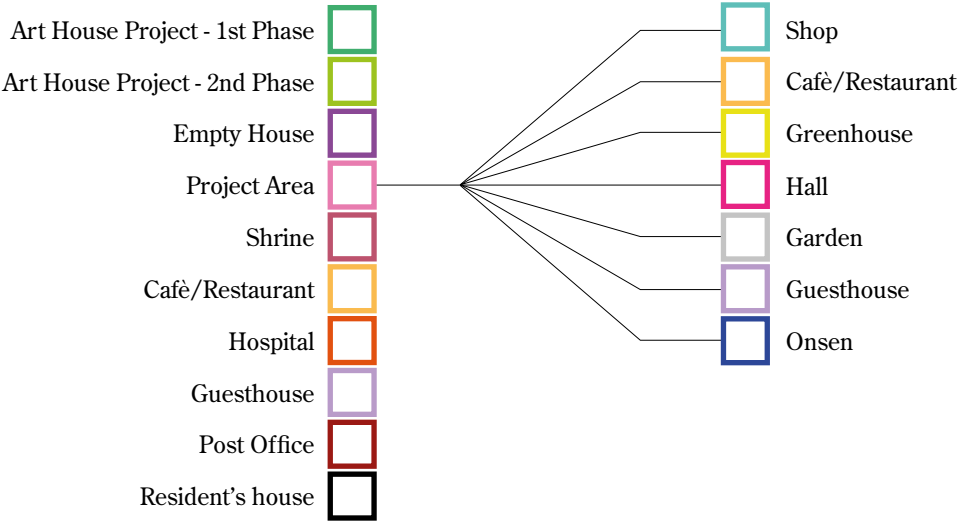 Art House Project - 1st Phase
Art House Project - 2nd Phase
Empty House
Project Area
Shrine
Cafè/Restaurant
Hospital
Guesthouse
Post Office
Resident's house
Shop
Cafè/Restaurant
Greenhouse
Hall
Garden
Guesthouse
Onsen